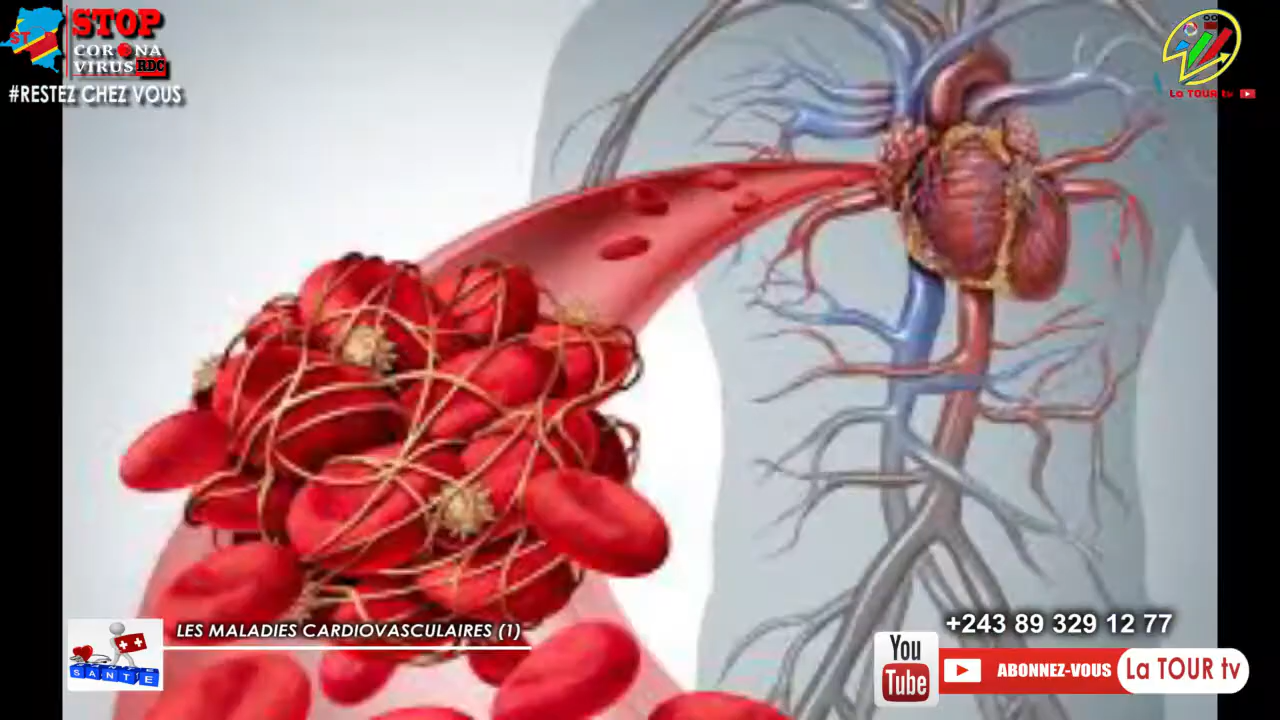 STOP
CORONA
VIRUS RDC
#RESTEZ CHEZ VOUS
La TOUR tv
LES MALADIES CARDIOVASCULAIRES (1)
SANTE
+243 89 329 12 77
You
Tube
ABONNEZ-VOUS
La TOUR tv